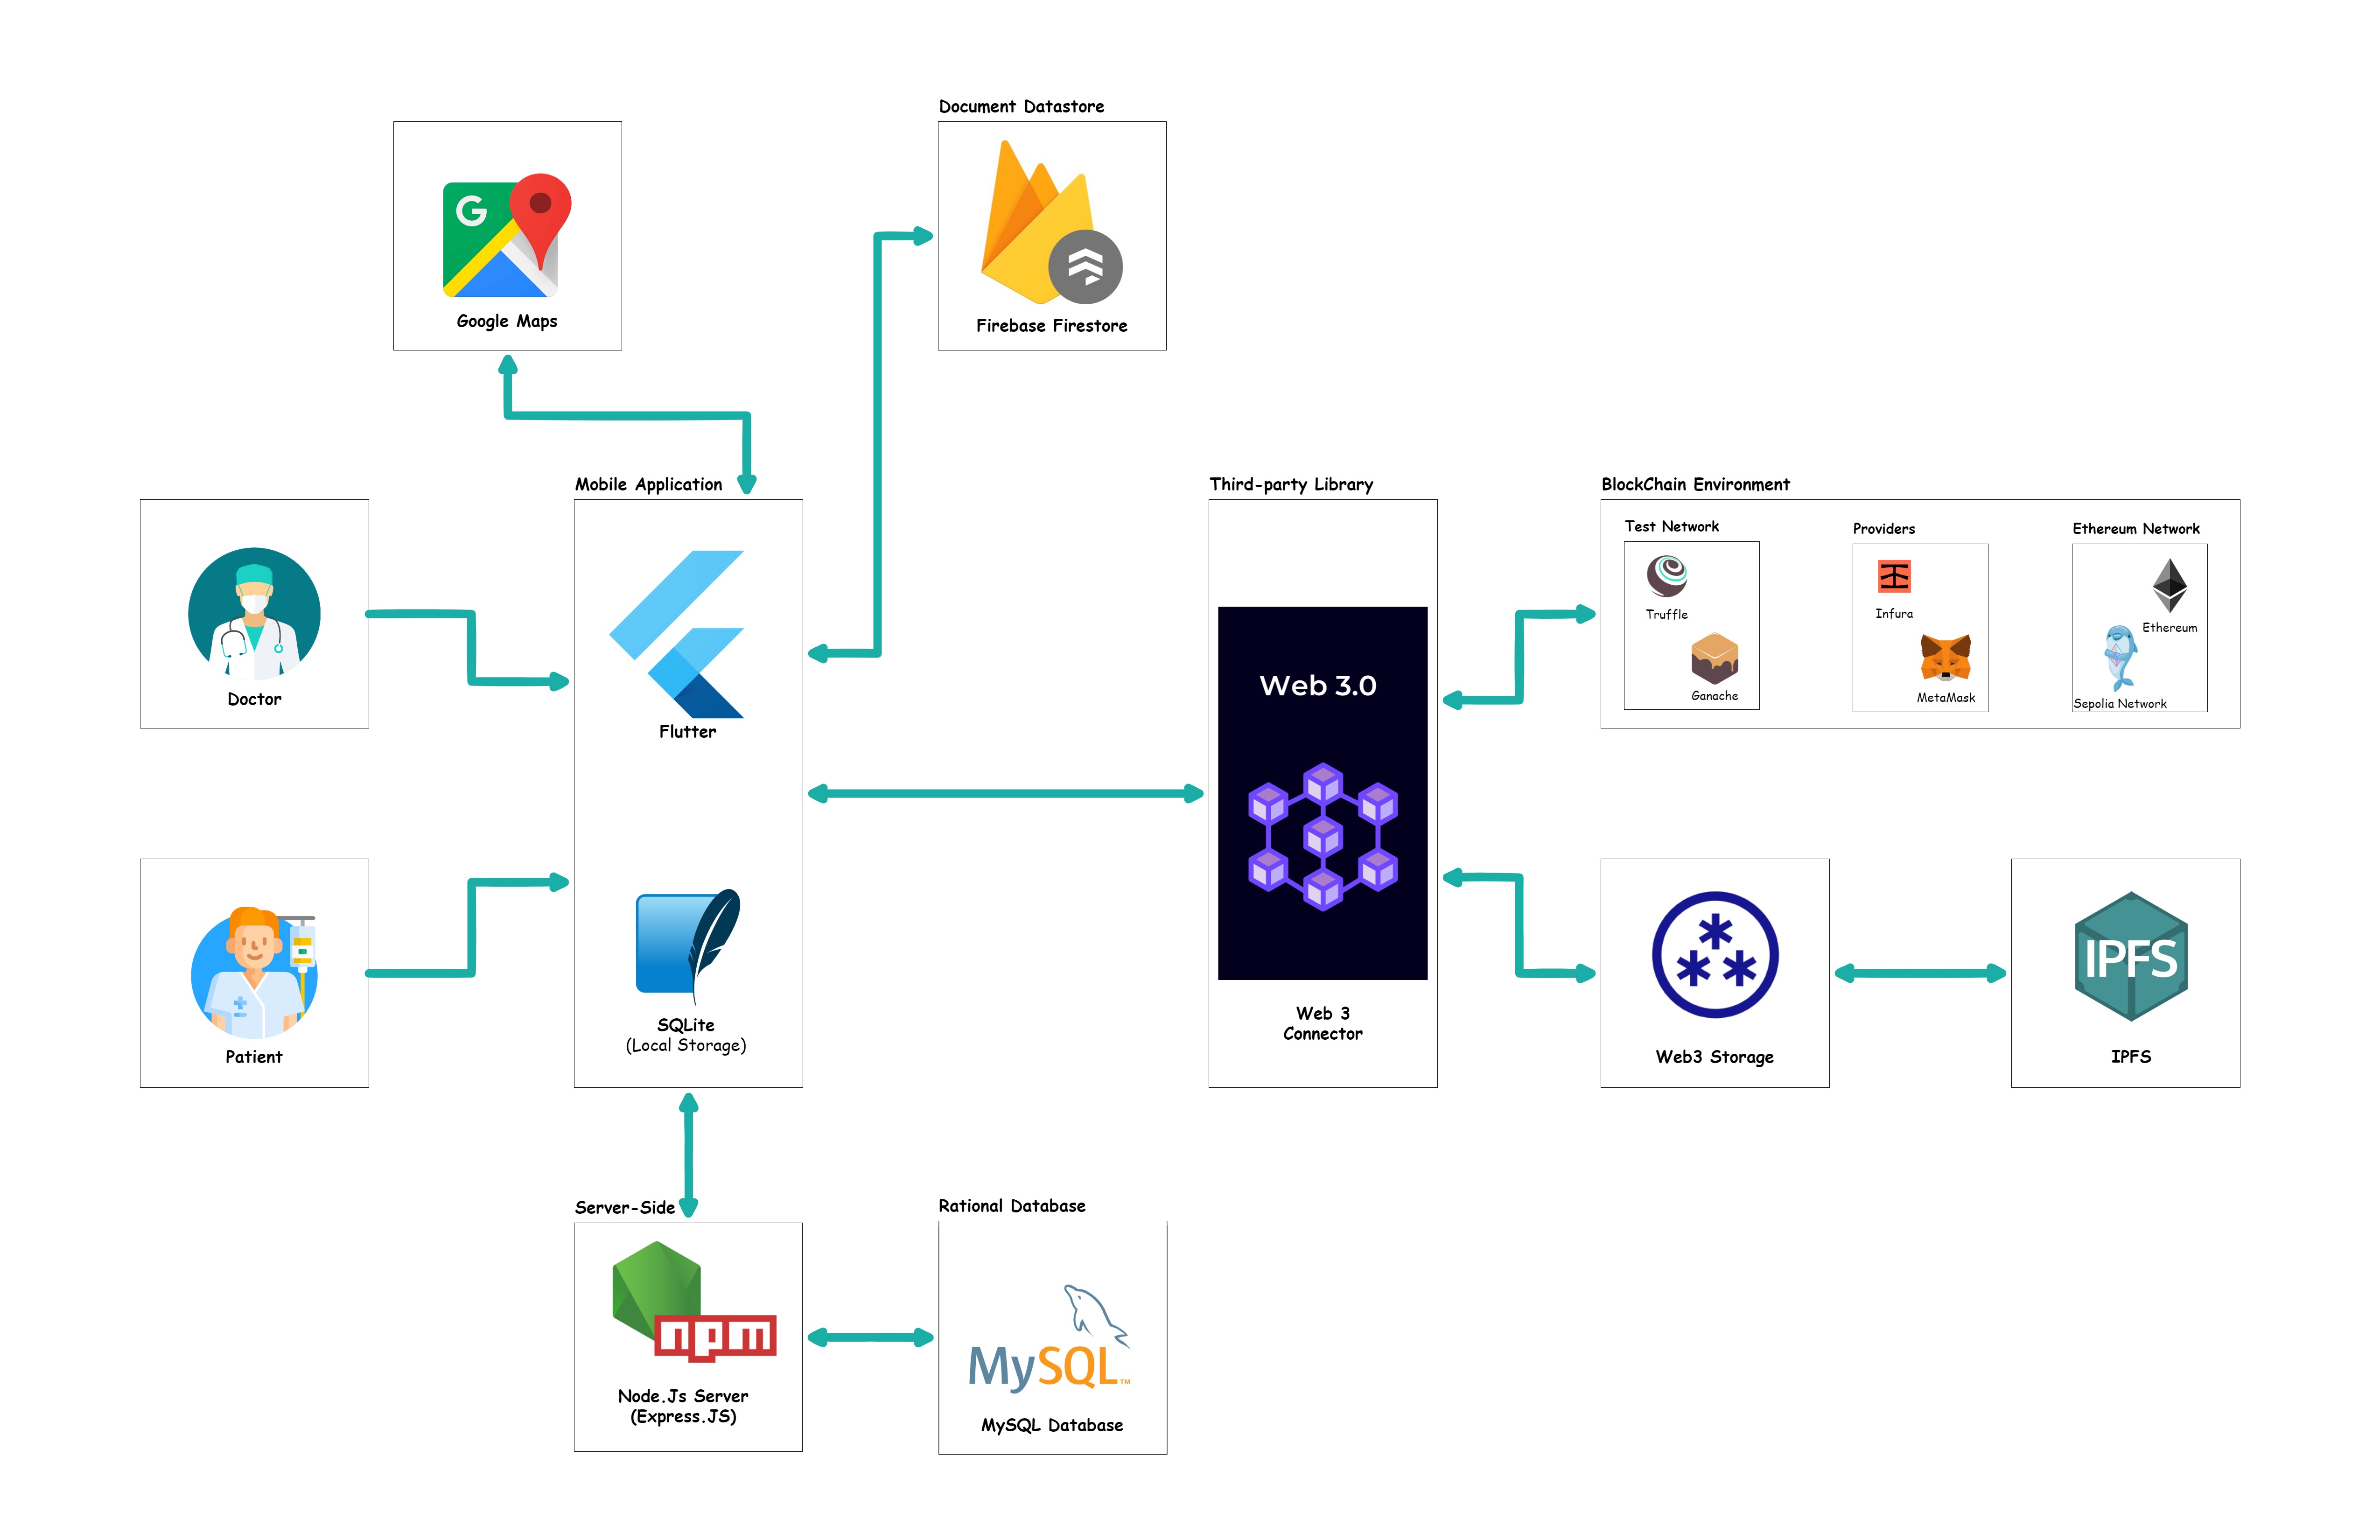 Document Datastore
G
Google Maps
Firebase Firestore
Mobile Application
Third-party Library
BlockChain Environment
Doctor
Flutter
Web 3.0
Test Network
Truffle
Ganache
Providers
Infura
MetaMask
Ethereum Network
Ethereum
Sepolia Network
Patient
SQLite
(Local Storage)
Web 3
Connector
Web3 Storage
IPFS
IPFS
Server-Side
Rational Database
npm
Node.Js Server
(Express.JS)
MySQL™
MySQL Database